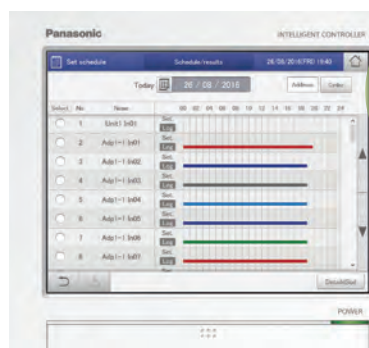 Panasonic
INTELLIGENT CONTROLLER
Set schedule
Schedule/results
26/08/2016(FRI) 15:40
Today
26 / 08 / 2016
Address
Select No Name 00 02 04 06 08 10 12 14 16 18 20 22 24
1 Unit1 In01 Set. Log
2 Adp1-1 In01 Set. Log
3 Adp1-1 In02 Set. Log
4 Adp1-1 In03 Set. Log
5 Adp1-1 In04 Set. Log
6 Adp1-1 In05 Set. Log
7 Adp1-1 In06 Set. Log
8 Adp1-1 In07 Set. Log
POWER